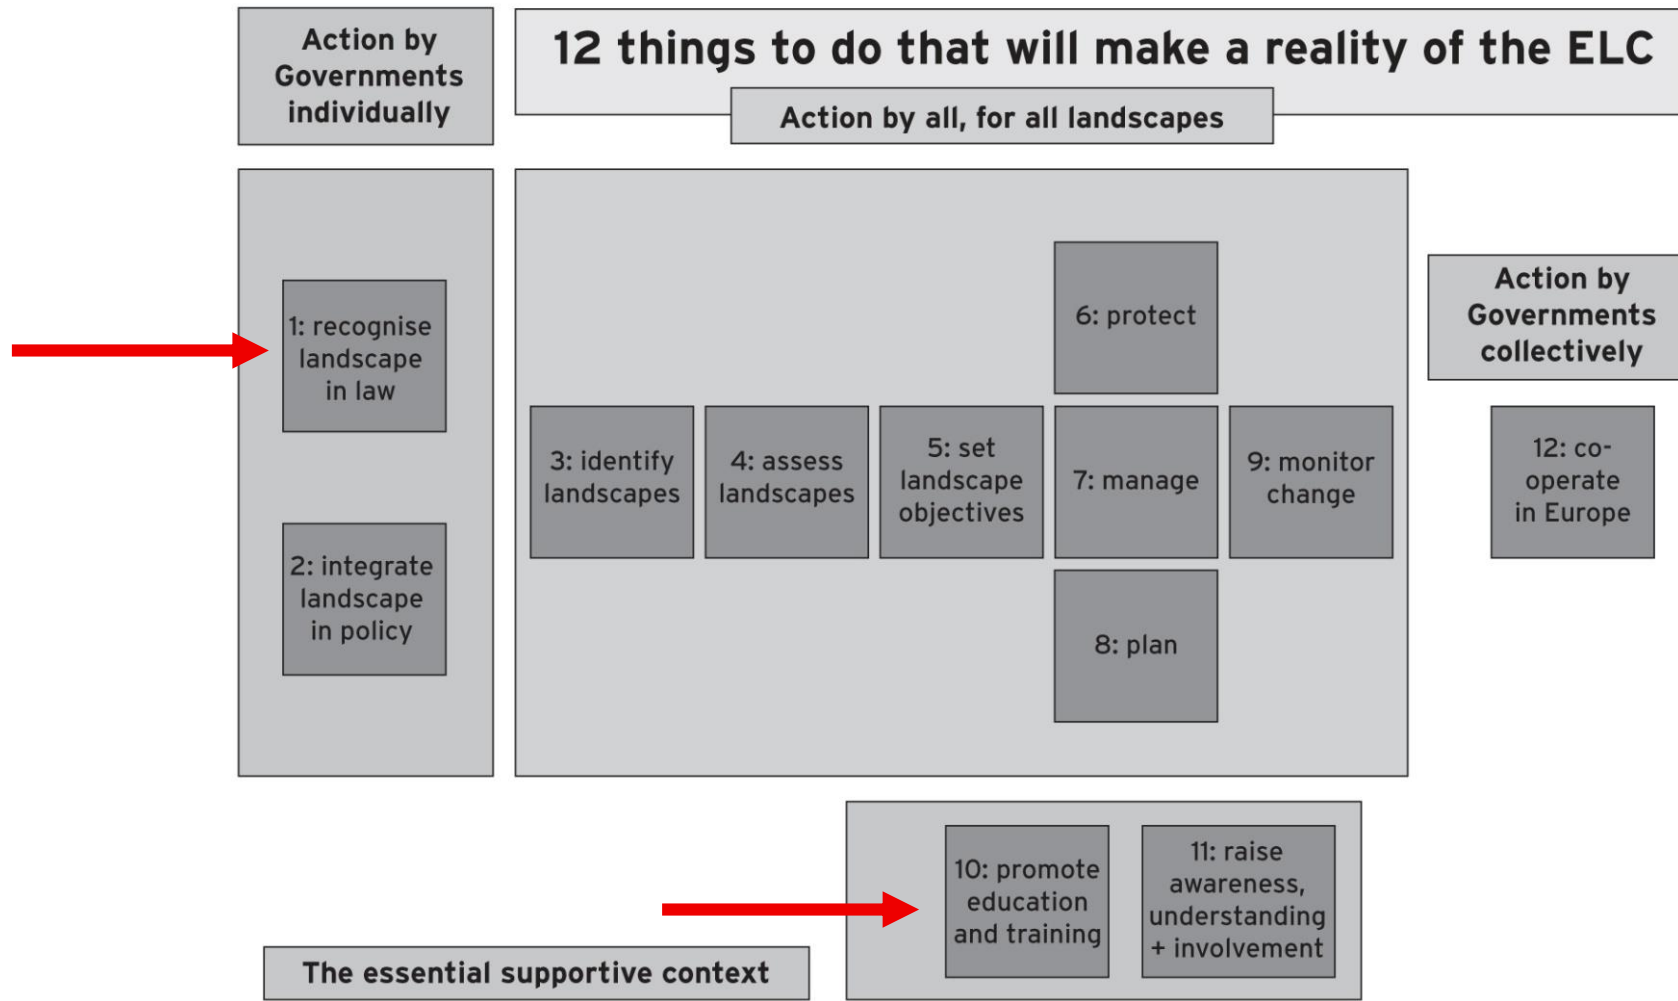 Action by
Governments
individually
12 things to do that will make a reality of the ELC
Action by all, for all landscapes
1: recognise
landscape
in law
2: integrate
landscape
in policy
3: identify
landscapes
4: assess
landscapes
5: set
landscape
objectives
6: protect
7: manage
8: plan
9: monitor
change
Action by
Governments
collectively
12: co-
operate
in Europe
10: promote
education
and training
11: raise
awareness,
understanding
+ involvement
The essential supportive context